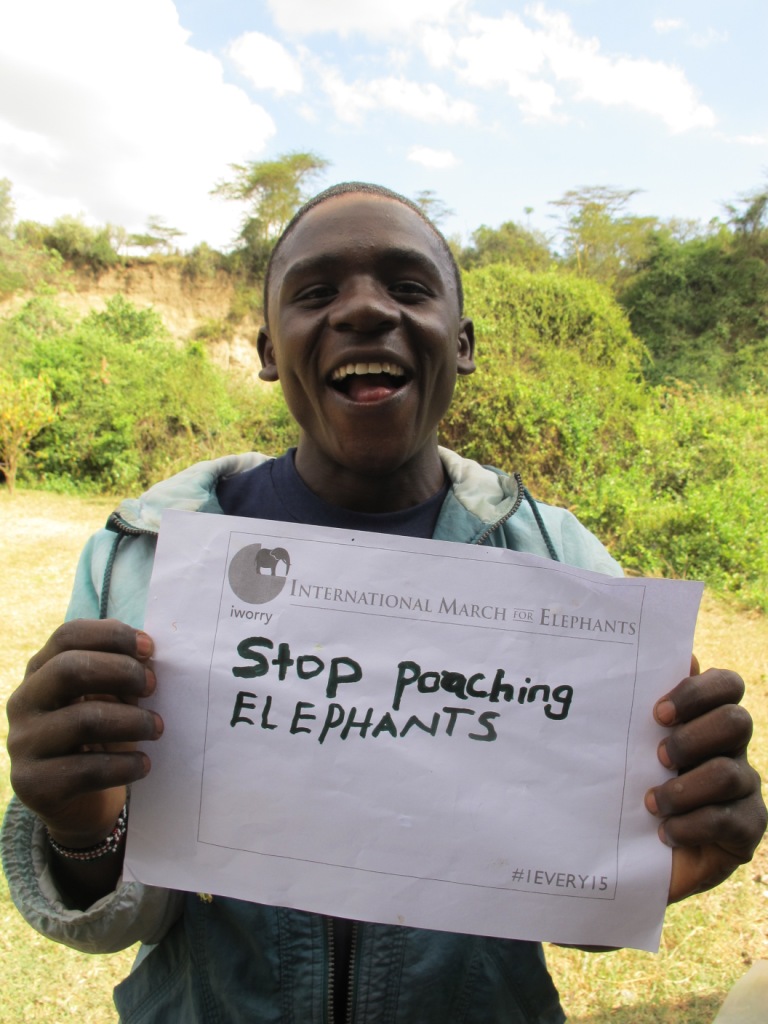 iworry
INTERNATIONAL MARCH FOR ELEPHANTS
Stop Poaching
ELEPHANTS
#IEVERY15